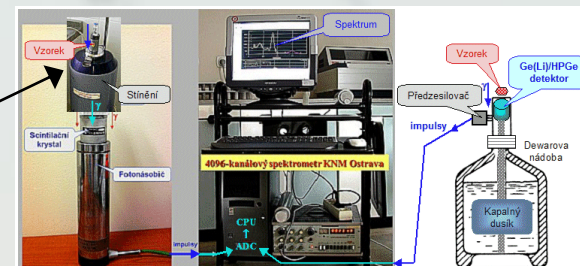 Vzorek
Stínění
γ
Scintilační
krystal
Fotonásobič
impulsy
Spektrum
4096-kanálový spektrometr KNM Ostrava
CPU
↑
ADC
Vzorek
Ge(Li)/HPGe
detektor
γ
Předzesilovač
impulsy
Dewarova
nádoba
Kapalný
dusík